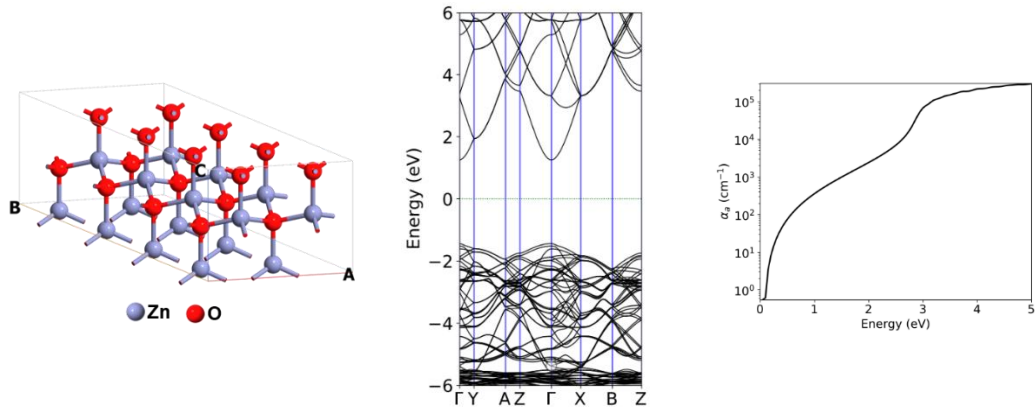 B
C
A
Zn
O
Energy (eV)
6
4
2
0
−2
−4
−6
Γ Y A Z Γ X B Z
αₐ (cm⁻¹)
10⁵
10⁴
10³
10²
10¹
10⁰
0 1 2 3 4 5
Energy (eV)